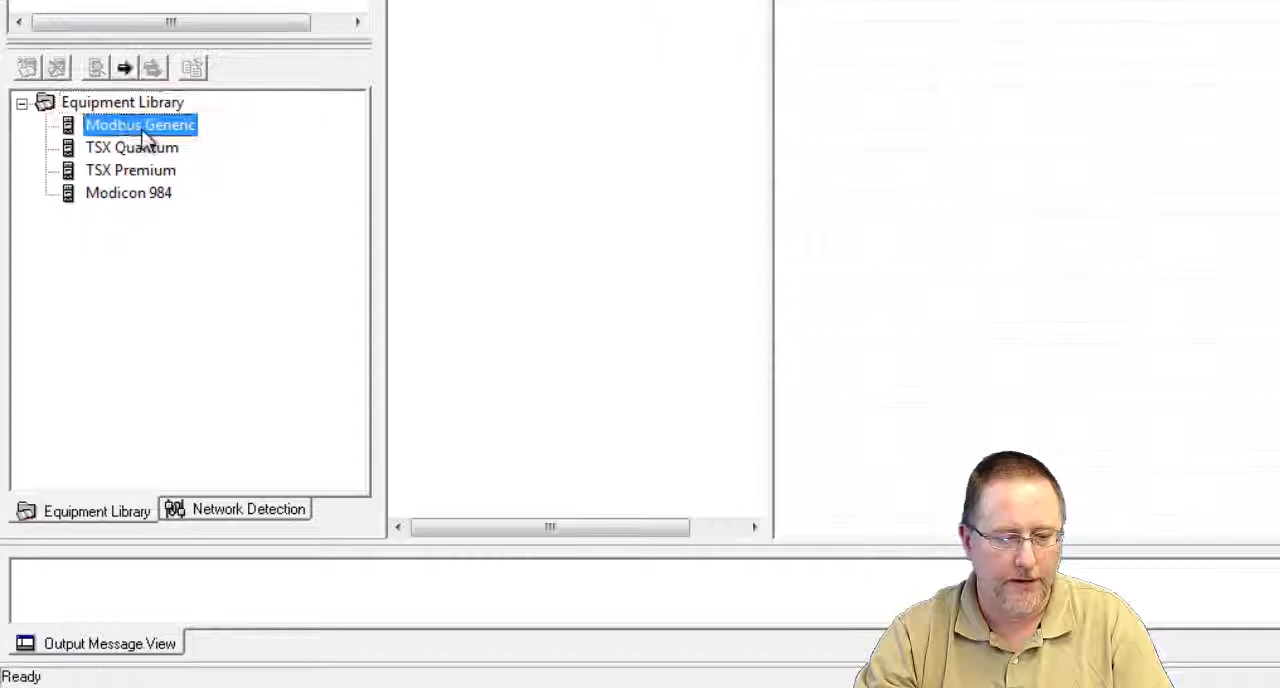 Equipment Library
Modbus Generic
TSX Quantum
TSX Premium
Modicon 984
Equipment Library
Network Detection
Output Message View
Ready